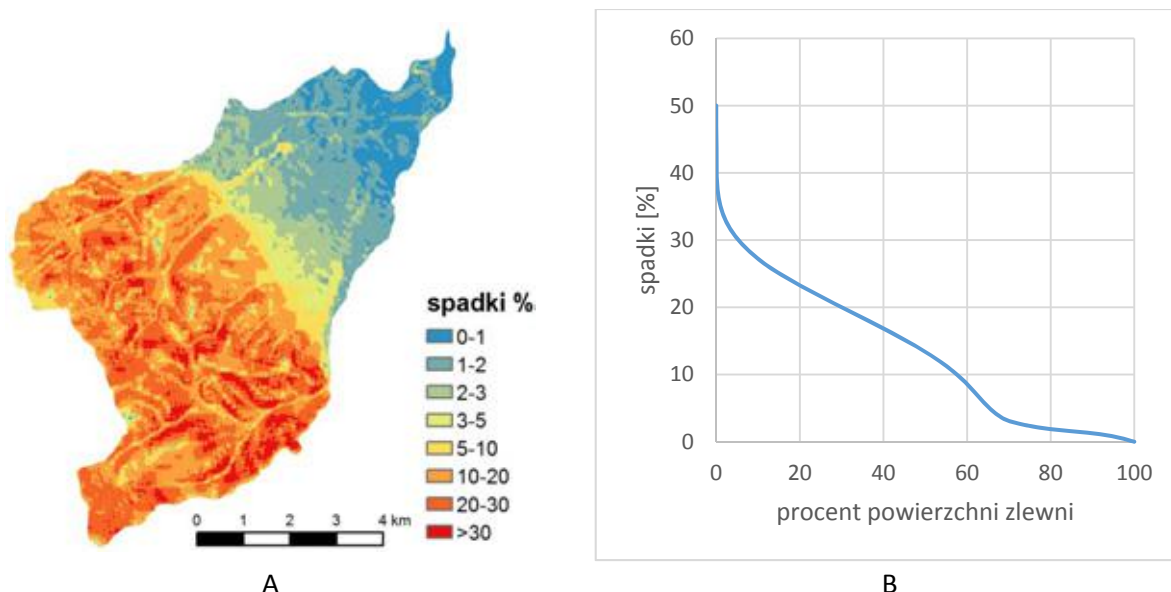 spadki %
0-1
1-2
2-3
3-5
5-10
10-20
20-30
>30
0 1 2 3 4 km
A
60
50
40
30
20
10
0
spadki [%]
0 20 40 60 80 100
procent powierzchni zlewni
B